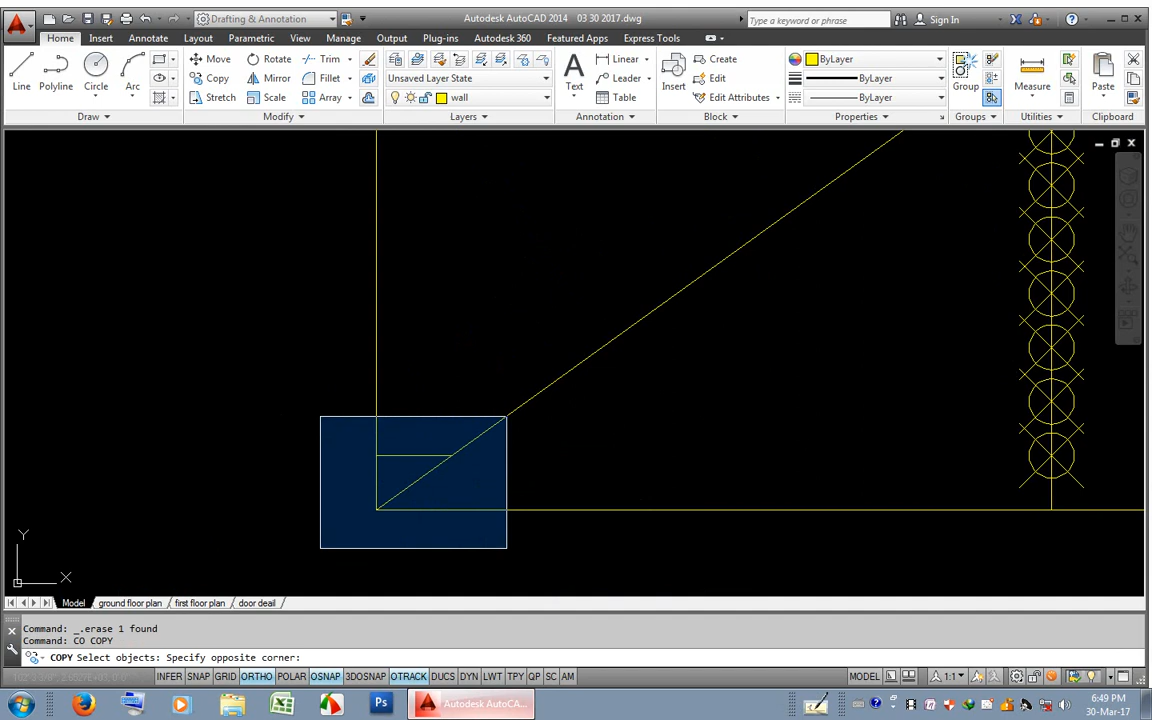 Drafting & Annotation
Autodesk AutoCAD 2014 03 30 2017.dwg
Type a keyword or phrase
Sign In
Home Insert Annotate Layout Parametric View Manage Output Plug-ins Autodesk 360 Featured Apps Express Tools
Move Rotate Trim
Unsaved Layer State
Linear
Create
ByLayer
Line Polyline Circle Arc
Copy Mirror Fillet
Text
Leader
Insert
Edit
ByLayer
Group
Measure
Paste
Stretch Scale Array
wall
Table
Edit Attributes
ByLayer
Draw Modify Layers Annotation Block Properties Groups Utilities Clipboard
Y
X
Model ground floor plan first floor plan door deail
Command: _.erase 1 found
Command: CO COPY
COPY Select objects: Specify opposite corner:
INFER SNAP GRID ORTHO POLAR OSNAP 3DOSNAP OTRACK DUCS DYN LWT TPY QP SC AM
MODEL
1:1
Ps
Autodesk AutoCA...
6:49 PM
30-Mar-17